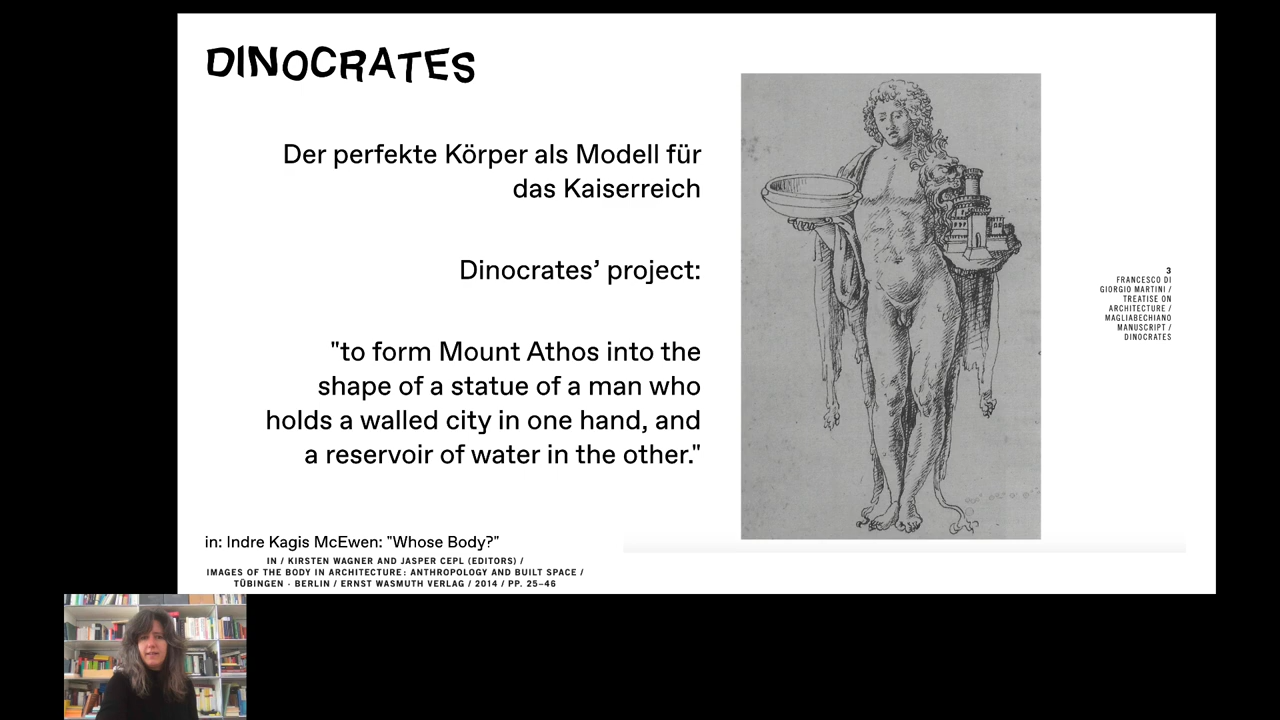 DINOCRATES
Der perfekte Körper als Modell für
das Kaiserreich
Dinocrates’ project:
"to form Mount Athos into the
shape of a statue of a man who
holds a walled city in one hand, and
a reservoir of water in the other."
3
FRANCESCO DI
GIORGIO MARTINI /
TREATISE ON
ARCHITECTURE /
MAGLIABECHIANO
MANUSCRIPT /
DINOCRATES
in: Indre Kagis McEwen: "Whose Body?"
IN / KIRSTEN WAGNER AND JASPER CEPL (EDITORS) /
IMAGES OF THE BODY IN ARCHITECTURE: ANTHROPOLOGY AND BUILT SPACE /
TÜBINGEN · BERLIN / ERNST WASMUTH VERLAG / 2014 / PP. 25–46